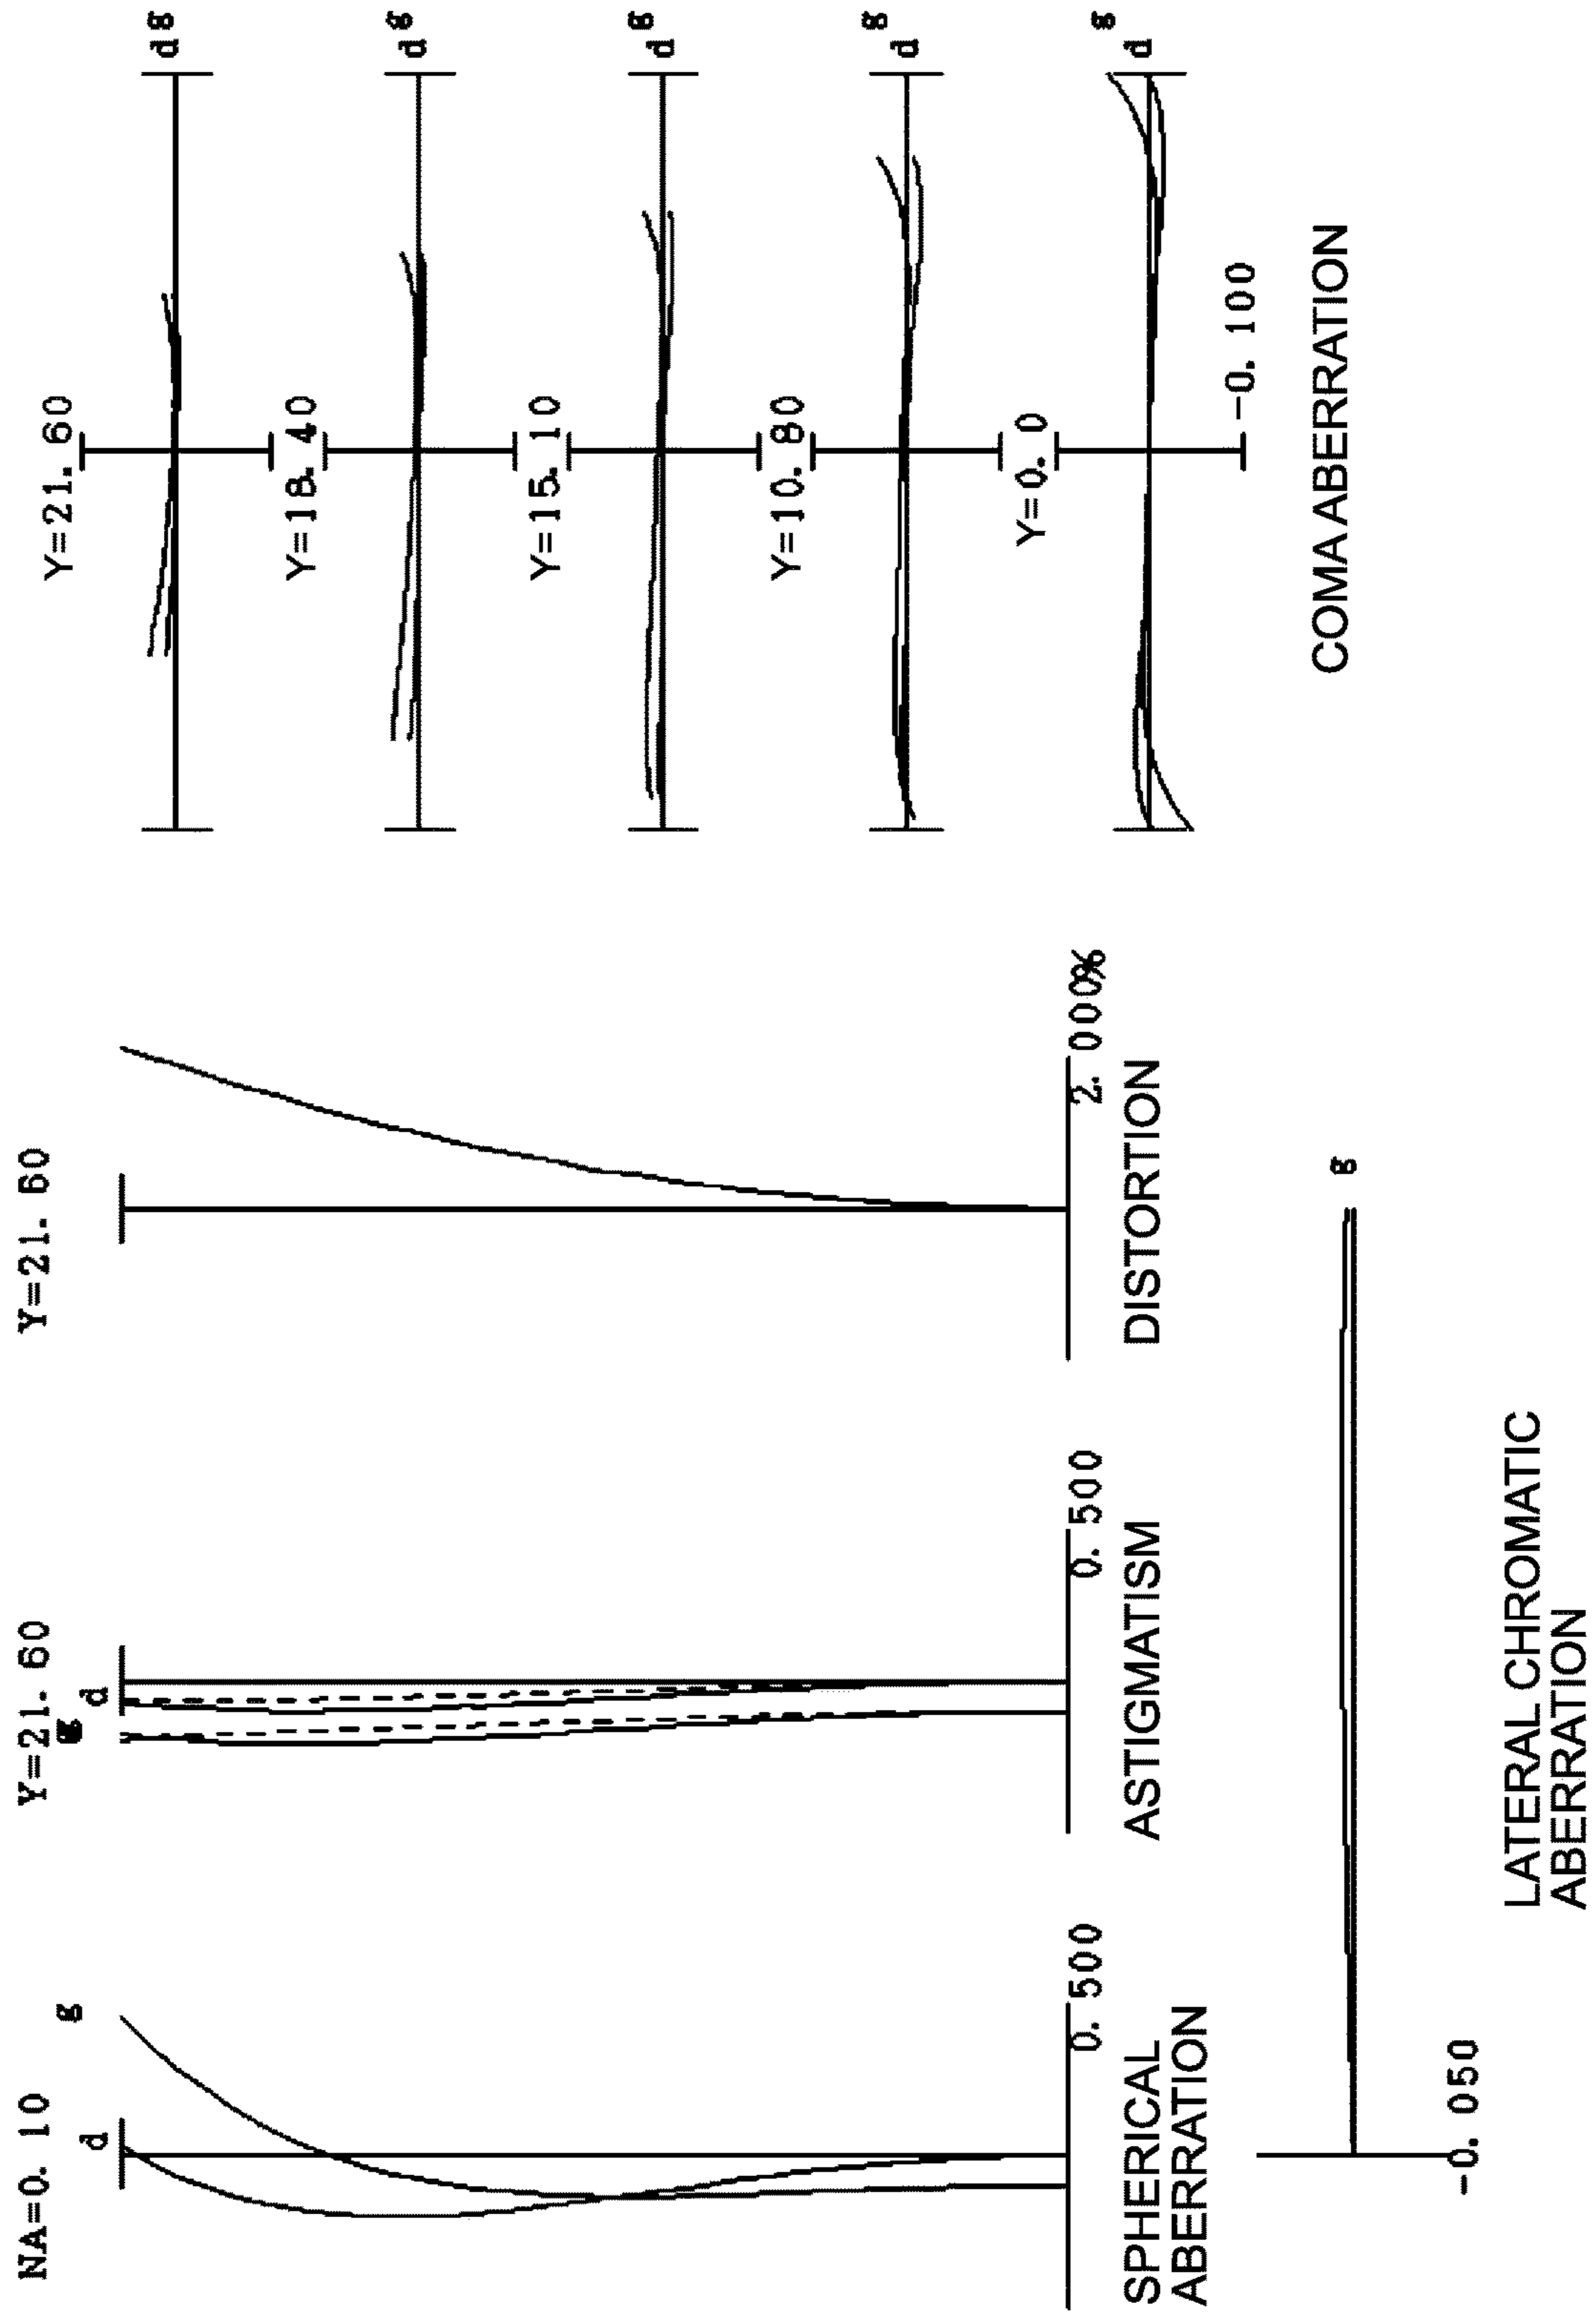 NA=0. 10
d
g
0. 500
SPHERICAL
ABERRATION
Y=21. 60
g
d
0. 500
ASTIGMATISM
Y=21. 60
2. 000%
DISTORTION
-0. 050
g
LATERAL CHROMATIC
ABERRATION
Y=21. 60
d g
Y=18. 40
d g
Y=15. 10
d g
Y=10. 80
d g
Y=0. 0
d g
-0. 100
COMA ABERRATION